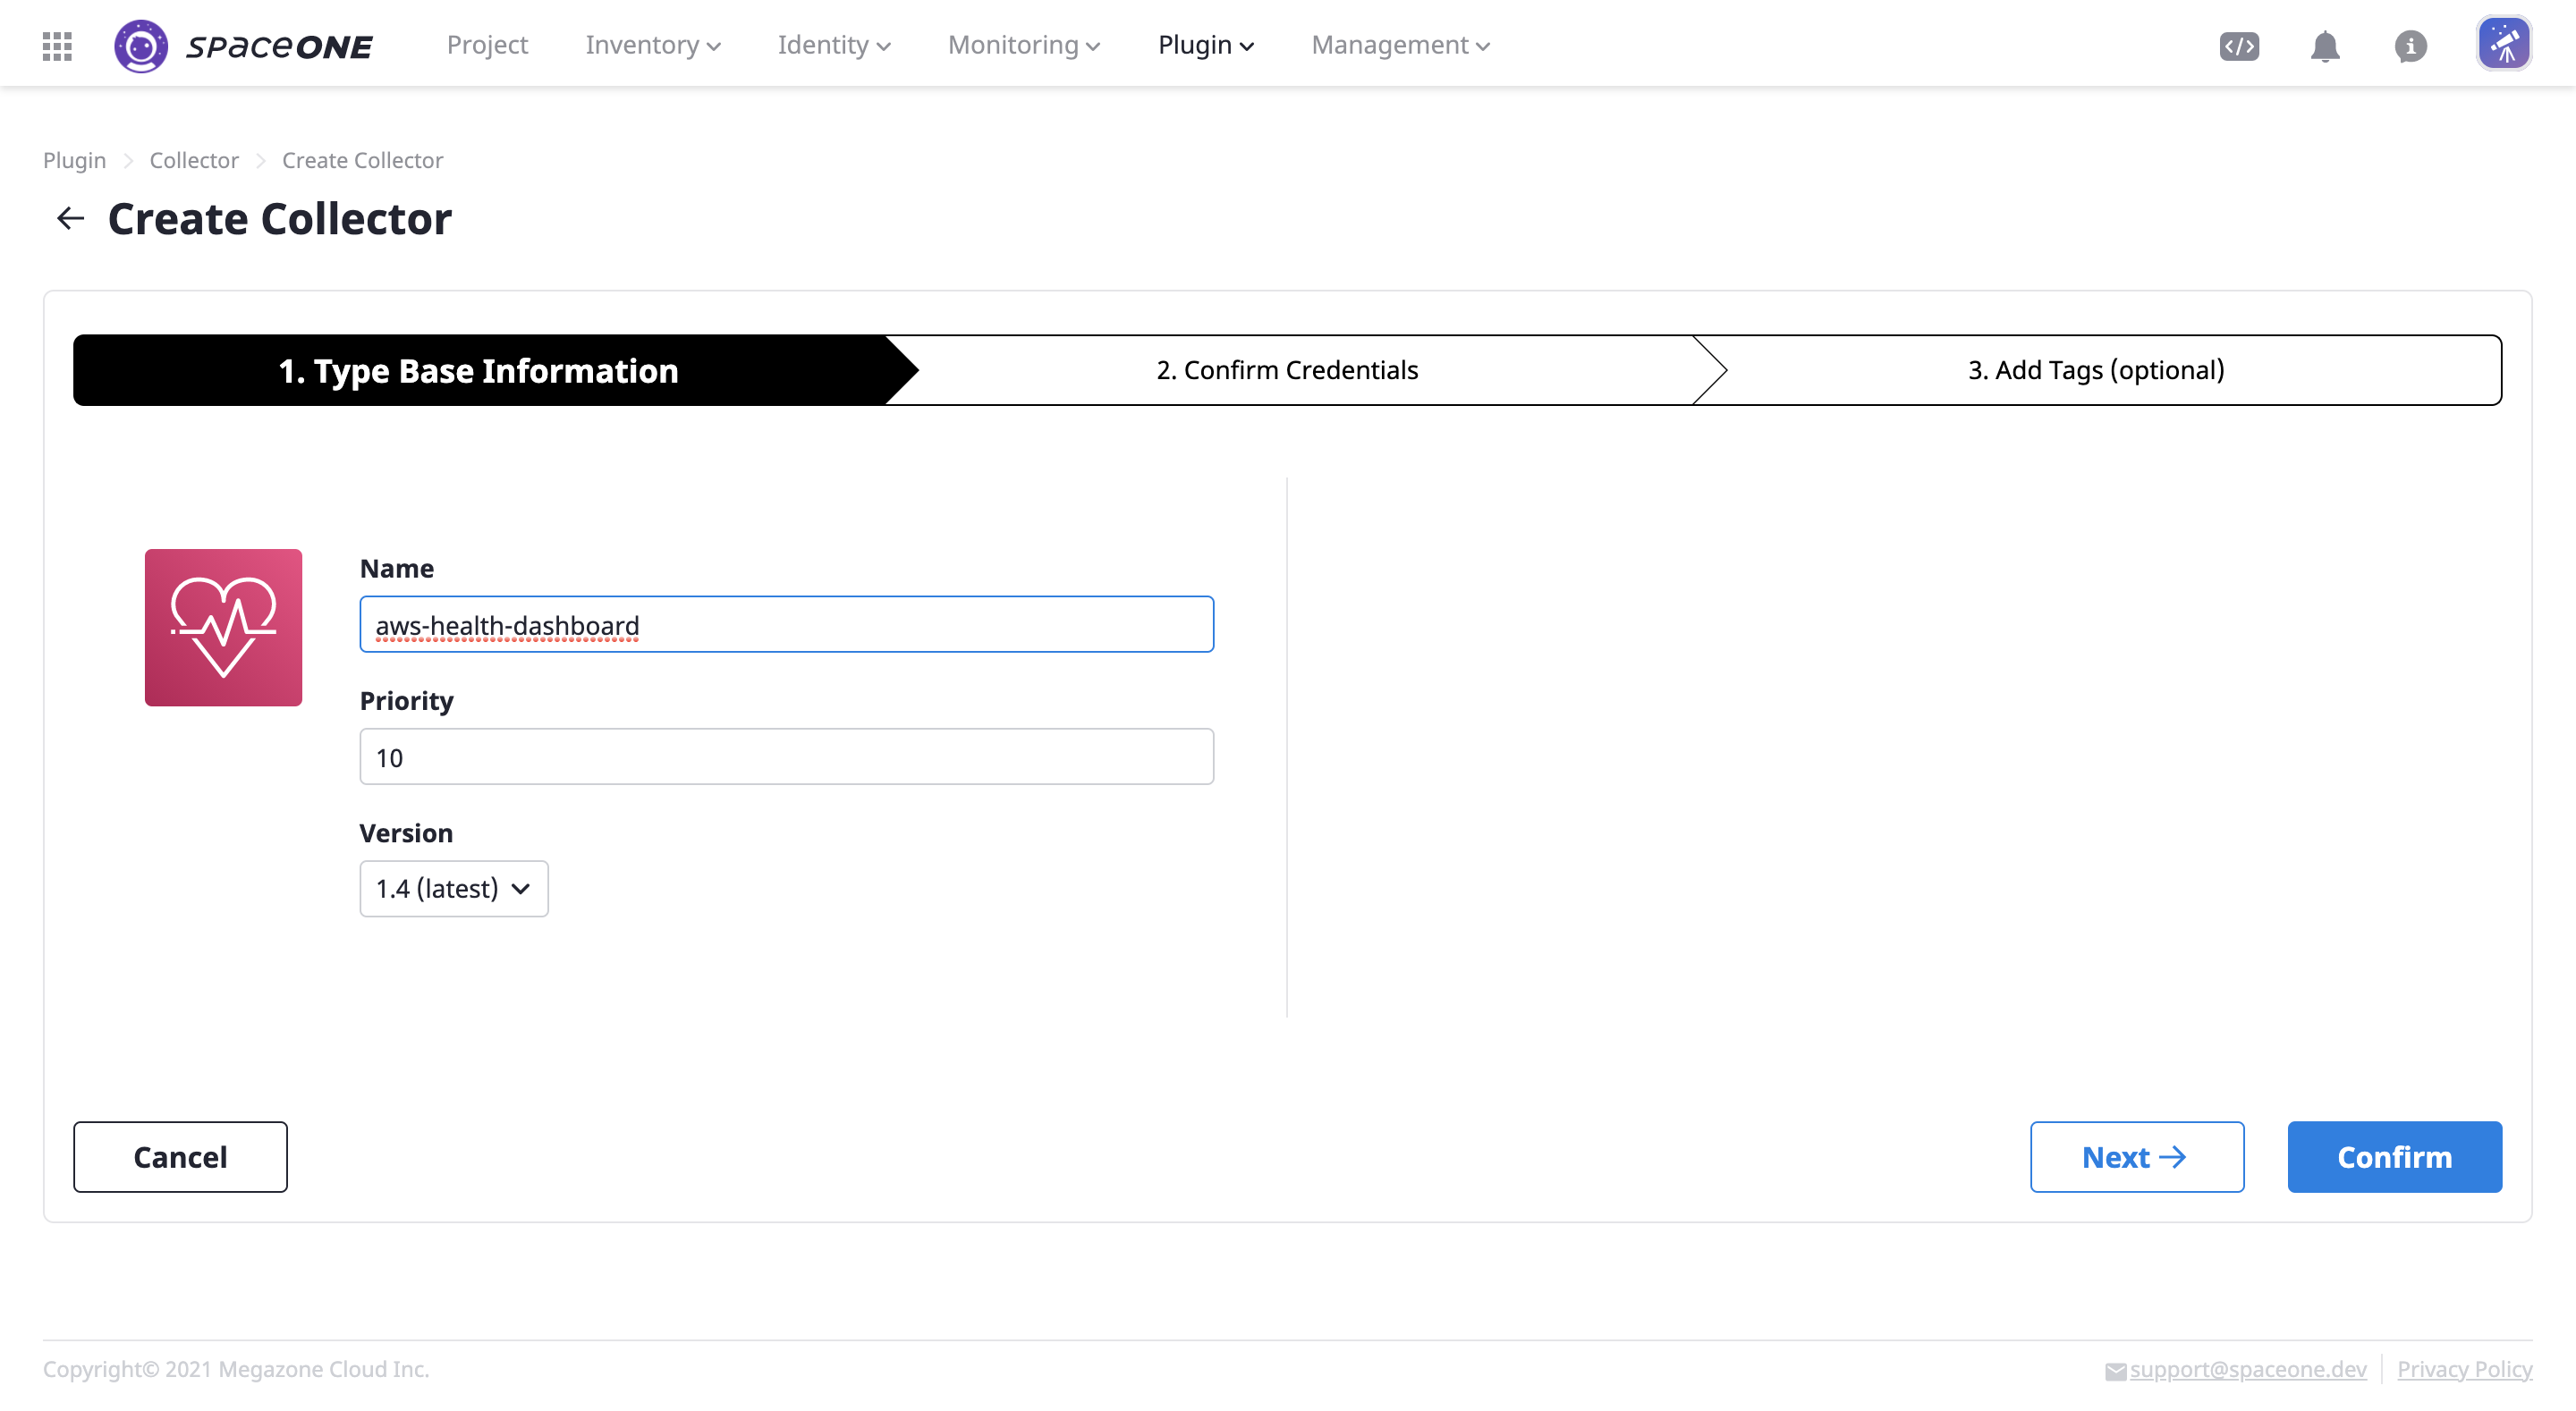 spaceONE Project Inventory Identity Monitoring Plugin Management
Plugin Collector Create Collector
Create Collector
1. Type Base Information 2. Confirm Credentials 3. Add Tags (optional)
Name
aws-health-dashboard
Priority
10
Version
1.4 (latest)
Cancel Next Confirm
Copyright© 2021 Megazone Cloud Inc. support@spaceone.dev Privacy Policy